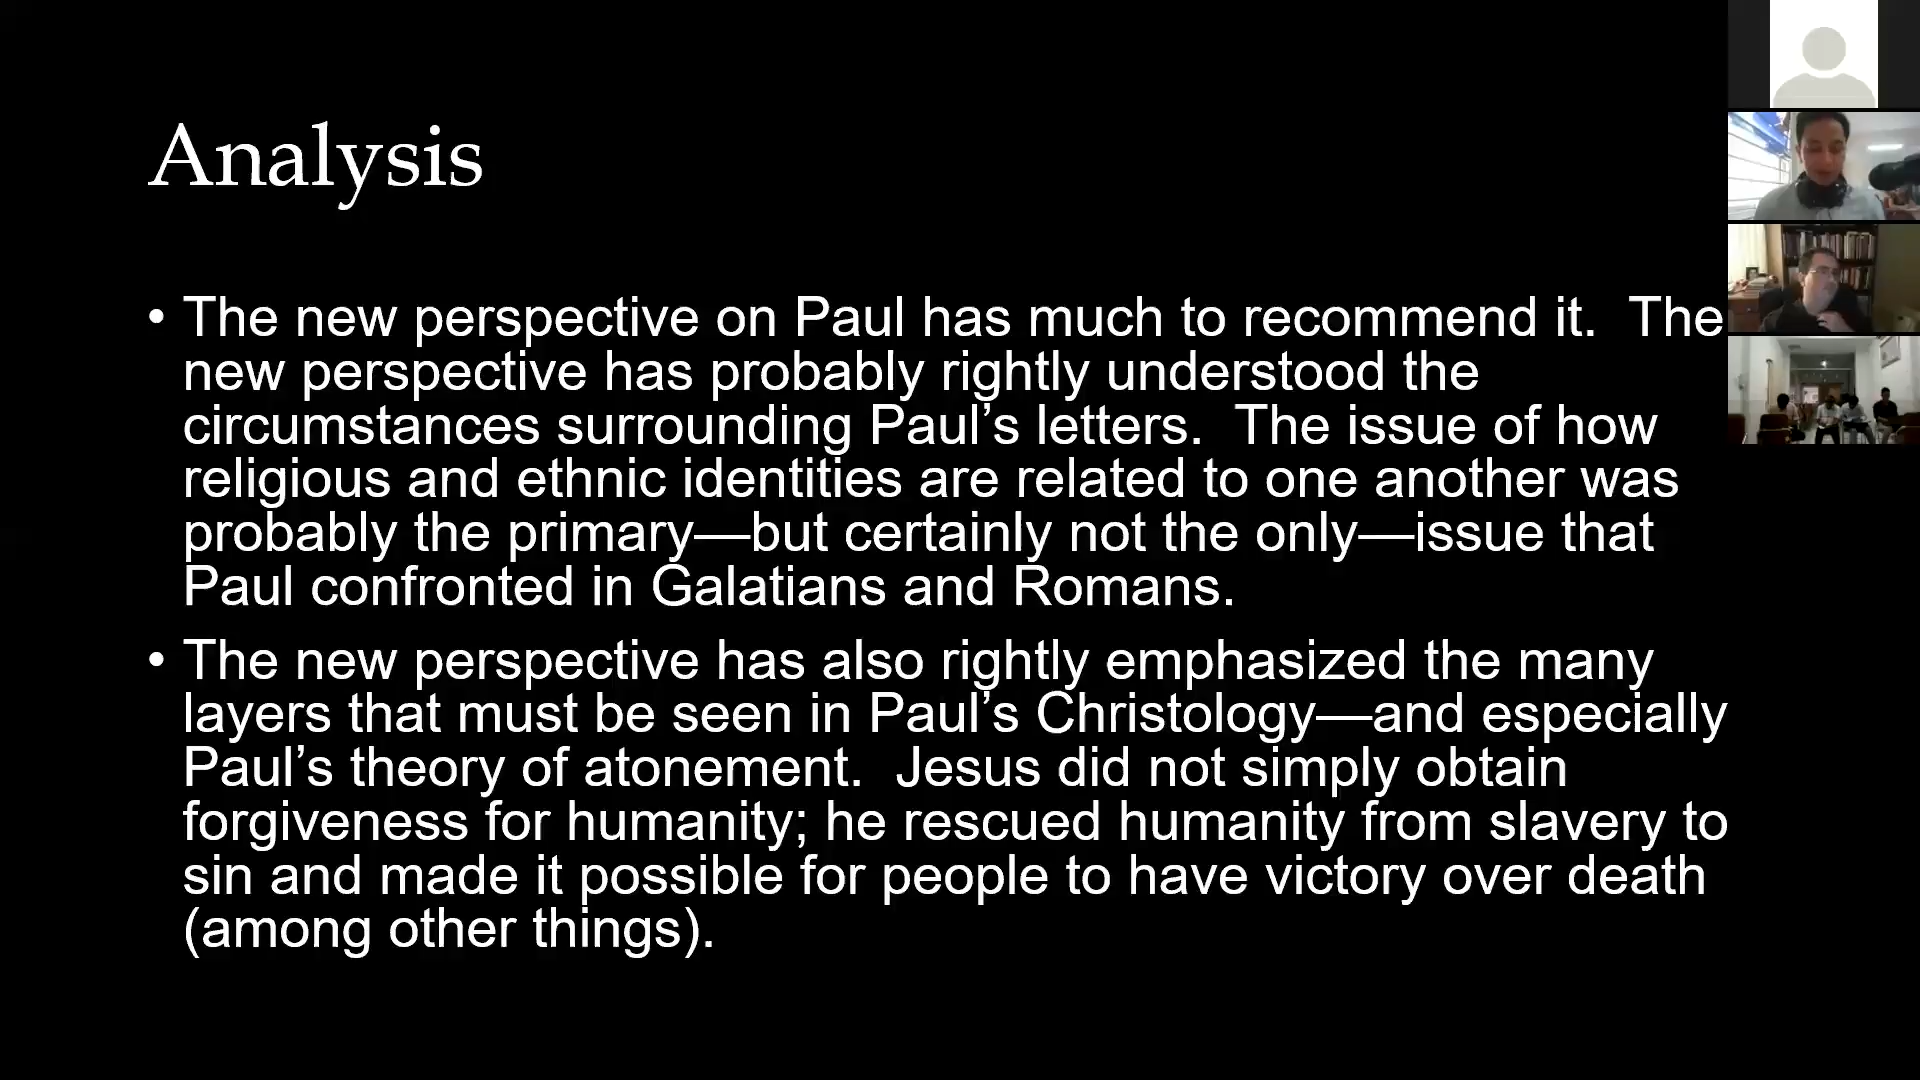 Analysis
• The new perspective on Paul has much to recommend it.  The
new perspective has probably rightly understood the
circumstances surrounding Paul’s letters.  The issue of how
religious and ethnic identities are related to one another was
probably the primary—but certainly not the only—issue that
Paul confronted in Galatians and Romans.
• The new perspective has also rightly emphasized the many
layers that must be seen in Paul’s Christology—and especially
Paul’s theory of atonement.  Jesus did not simply obtain
forgiveness for humanity; he rescued humanity from slavery to
sin and made it possible for people to have victory over death
(among other things).